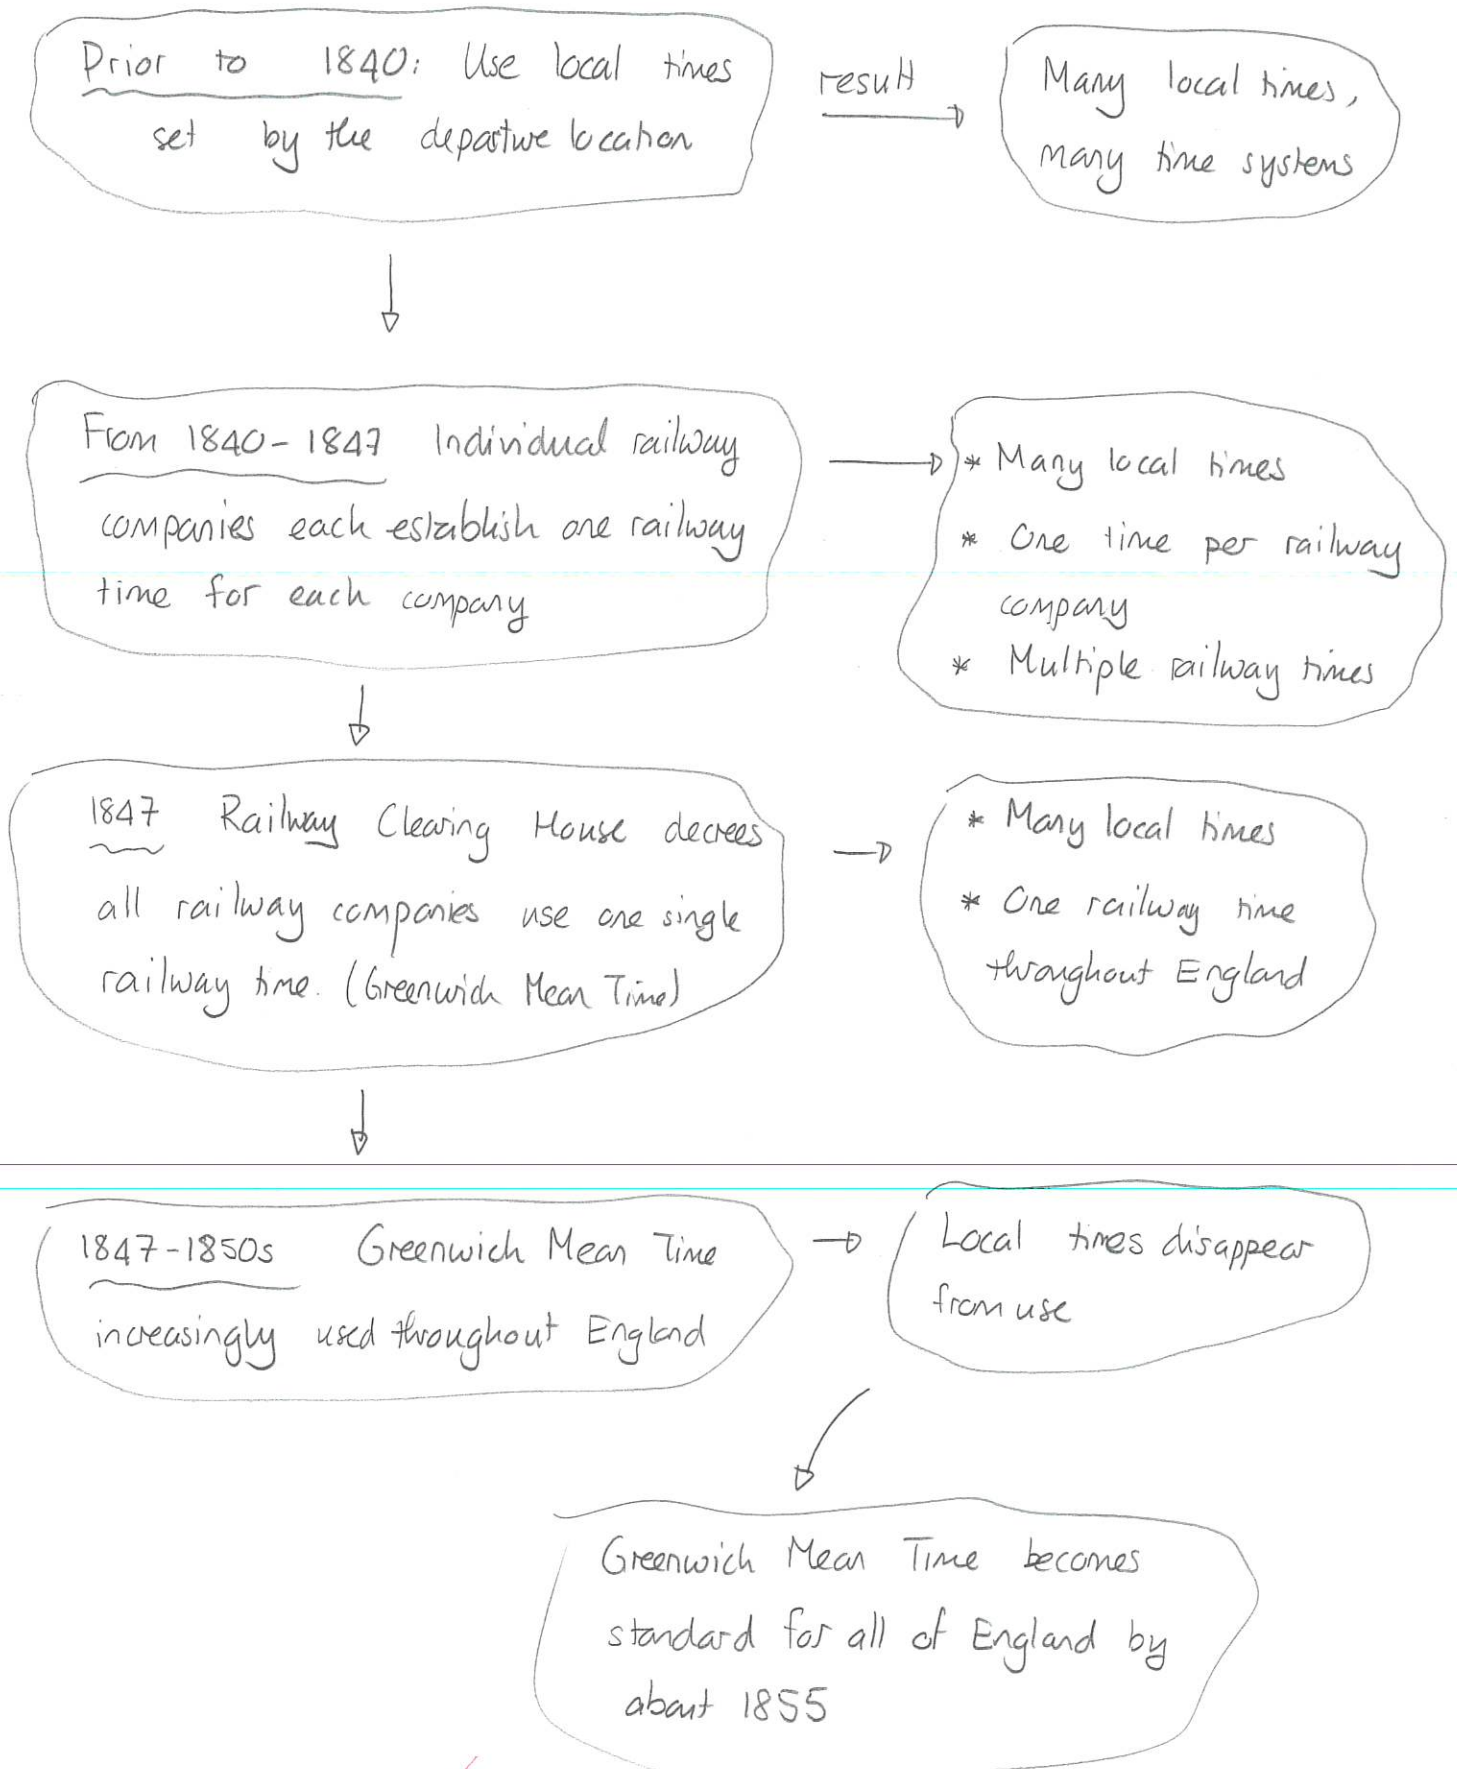 Prior to 1840: Use local times
set by the departure location
result
Many local times,
many time systems
From 1840-1847 Individual railway
companies each establish one railway
time for each company
* Many local times
* One time per railway
company
* Multiple railway times
1847 Railway Clearing House decrees
all railway companies use one single
railway time. (Greenwich Mean Time)
* Many local times
* One railway time
throughout England
1847-1850s Greenwich Mean Time
increasingly used throughout England
Local times disappear
from use
Greenwich Mean Time becomes
standard for all of England by
about 1855